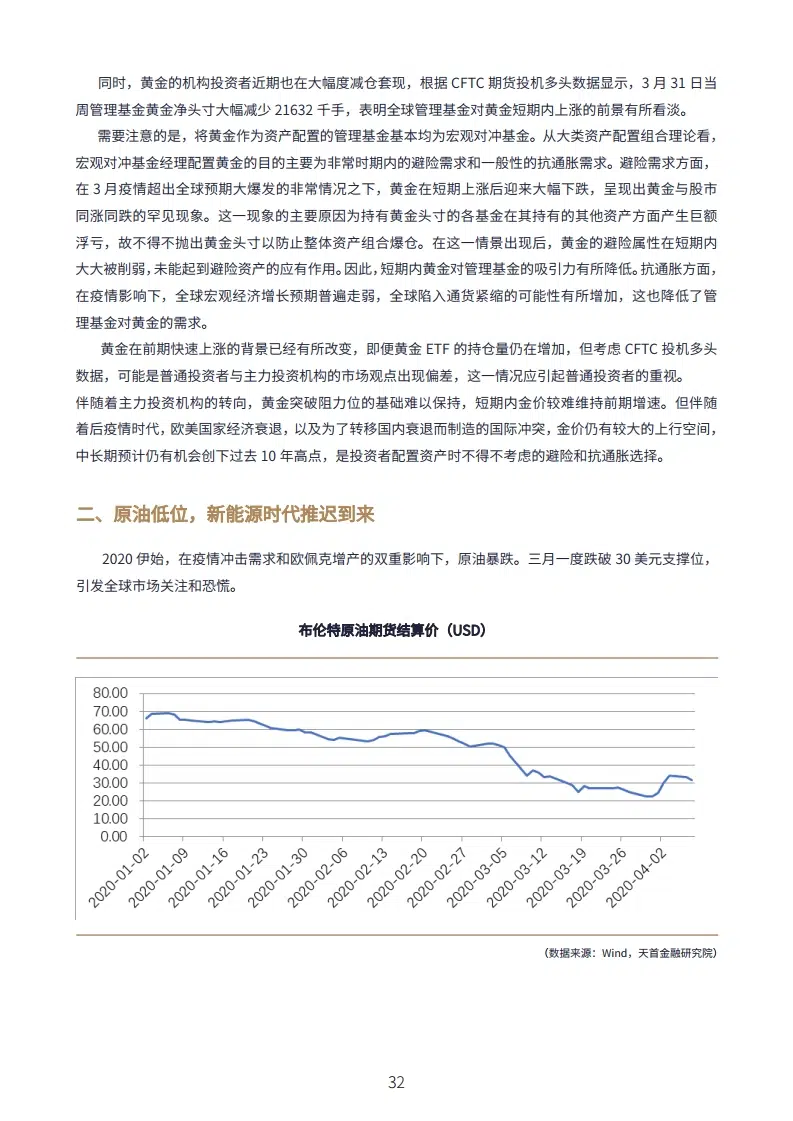 同时，黄金的机构投资者近期也在大幅度减仓套现，根据 CFTC 期货投机多头数据显示，3 月 31 日当
周管理基金黄金净头寸大幅减少 21632 千手，表明全球管理基金对黄金短期内上涨的前景有所看淡。
需要注意的是，将黄金作为资产配置的管理基金基本均为宏观对冲基金。从大类资产配置组合理论看，
宏观对冲基金经理配置黄金的目的主要为非常时期内的避险需求和一般性的抗通胀需求。避险需求方面，
在 3 月疫情超出全球预期大爆发的非常情况之下，黄金在短期上涨后迎来大幅下跌，呈现出黄金与股市
同涨同跌的罕见现象。这一现象的主要原因为持有黄金头寸的各基金在其持有的其他资产方面产生巨额
浮亏，故不得不抛出黄金头寸以防止整体资产组合爆仓。在这一情景出现后，黄金的避险属性在短期内
大大被削弱，未能起到避险资产的应有作用。因此，短期内黄金对管理基金的吸引力有所降低。抗通胀方面，
在疫情影响下，全球宏观经济增长预期普遍走弱，全球陷入通货紧缩的可能性有所增加，这也降低了管
理基金对黄金的需求。
黄金在前期快速上涨的背景已经有所改变，即便黄金 ETF 的持仓量仍在增加，但考虑 CFTC 投机多头
数据，可能是普通投资者与主力投资机构的市场观点出现偏差，这一情况应引起普通投资者的重视。
伴随着主力投资机构的转向，黄金突破阻力位的基础难以保持，短期内金价较难维持前期增速。但伴随
着后疫情时代，欧美国家经济衰退，以及为了转移国内衰退而制造的国际冲突，金价仍有较大的上行空间，
中长期预计仍有机会创下过去 10 年高点，是投资者配置资产时不得不考虑的避险和抗通胀选择。
二、原油低位，新能源时代推迟到来
2020 伊始，在疫情冲击需求和欧佩克增产的双重影响下，原油暴跌。三月一度跌破 30 美元支撑位，
引发全球市场关注和恐慌。
布伦特原油期货结算价（USD）
80.00
70.00
60.00
50.00
40.00
30.00
20.00
10.00
0.00
2020-01-02
2020-01-09
2020-01-16
2020-01-23
2020-01-30
2020-02-06
2020-02-13
2020-02-20
2020-02-27
2020-03-05
2020-03-12
2020-03-19
2020-03-26
2020-04-02
（数据来源：Wind，天首金融研究院）
32